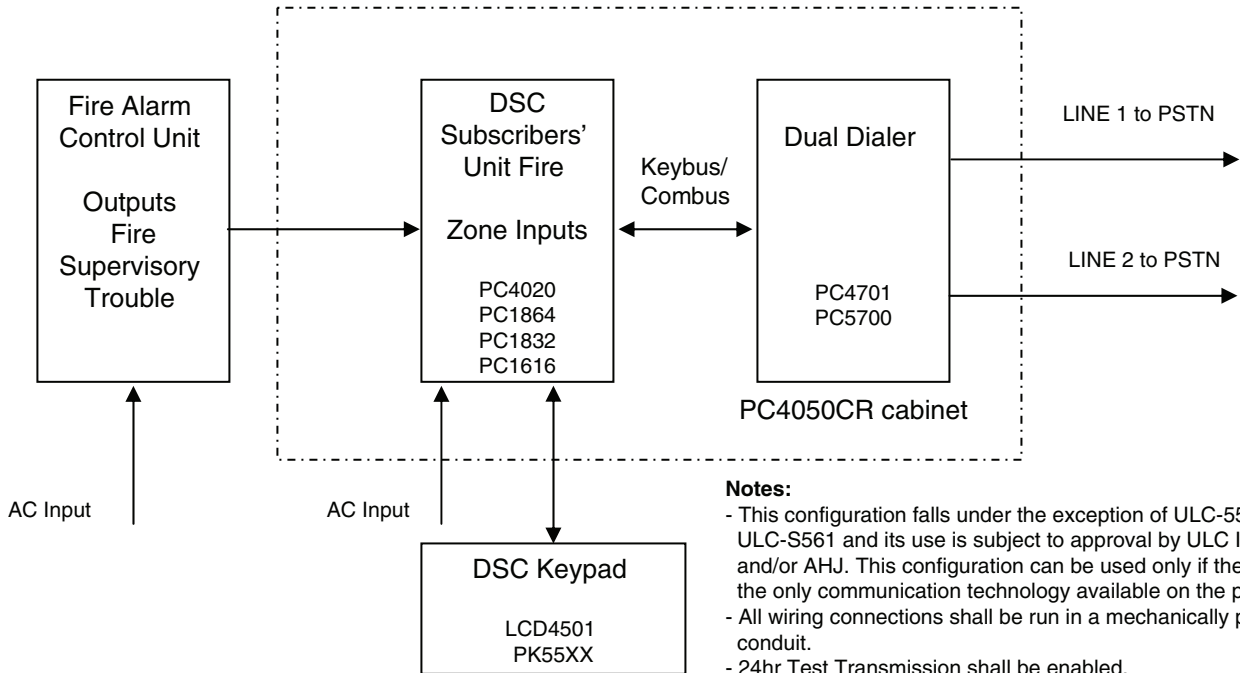 Fire Alarm
Control Unit
Outputs
Fire
Supervisory
Trouble
DSC
Subscribers'
Unit Fire
Zone Inputs
PC4020
PC1864
PC1832
PC1616
Keybus/
Combus
Dual Dialer
PC4701
PC5700
PC4050CR cabinet
LINE 1 to PSTN
LINE 2 to PSTN
AC Input
AC Input
DSC Keypad
LCD4501
PK55XX
Notes:
- This configuration falls under the exception of
ULC-S561 and its use is subject to approval by ULC
and/or AHJ. This configuration can be used only if the
the only communication technology available on the
- All wiring connections shall be run in a mechanically
conduit.
- 24hr Test Transmission shall be enabled.